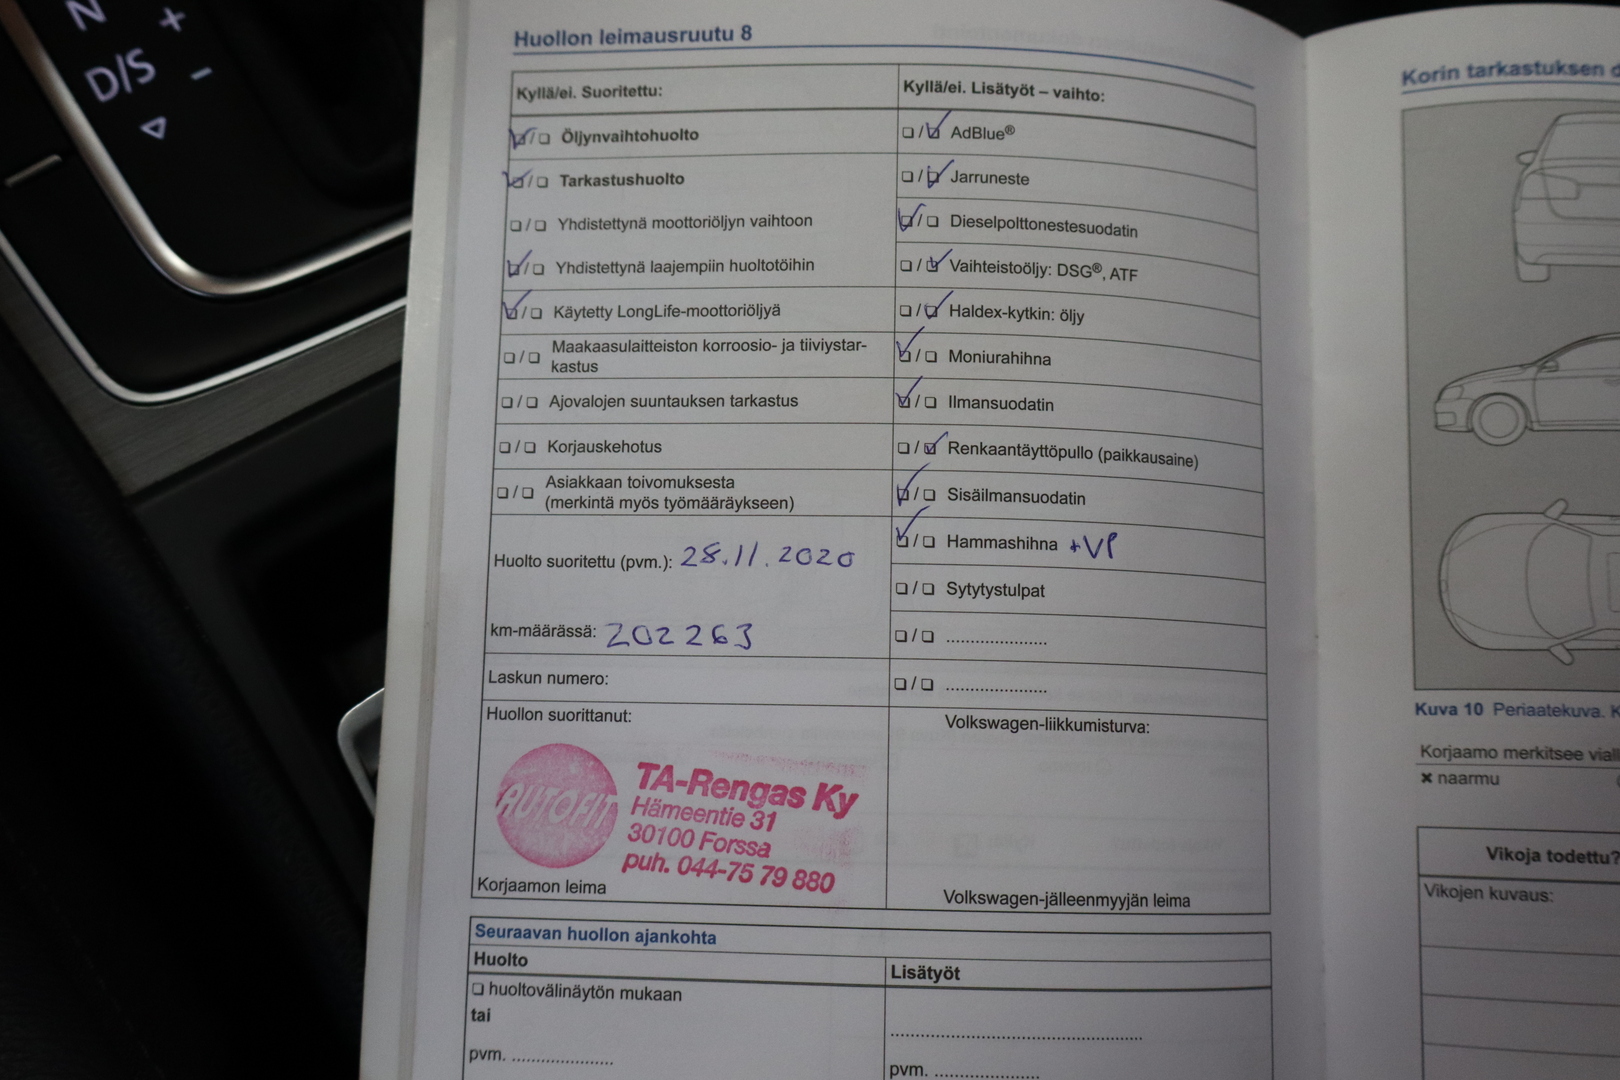 N +
D/S −
Huollon leimausruutu 8
Kyllä/ei. Suoritettu:
☑/☐ Öljynvaihtohuolto
☑/☐ Tarkastushuolto
☐/☐ Yhdistettynä moottoriöljyn vaihtoon
☑/☐ Yhdistettynä laajempiin huoltotöihin
☑/☐ Käytetty LongLife-moottoriöljyä
☐/☐ Maakaasulaitteiston korroosio- ja tiiviystar-
kastus
☐/☐ Ajovalojen suuntauksen tarkastus
☐/☐ Korjauskehotus
☐/☐ Asiakkaan toivomuksesta
(merkintä myös työmääräykseen)
Huolto suoritettu (pvm.): 28.11.2020
km-määrässä: 202263
Laskun numero:
Huollon suorittanut:
AUTOFIT
TA-Rengas Ky
Hämeentie 31
30100 Forssa
puh. 044-75 79 880
Korjaamon leima
Kyllä/ei. Lisätyöt – vaihto:
☐/☑ AdBlue®
☐/☑ Jarruneste
☑/☐ Dieselpolttonestesuodatin
☐/☑ Vaihteistoöljy: DSG®, ATF
☐/☑ Haldex-kytkin: öljy
☑/☐ Moniurahihna
☑/☐ Ilmansuodatin
☐/☑ Renkaantäyttöpullo (paikkausaine)
☑/☐ Sisäilmansuodatin
☑/☐ Hammashihna +VP
☐/☐ Sytytystulpat
☐/☐ .....................
☐/☐ .....................
Volkswagen-liikkumisturva:
Volkswagen-jälleenmyyjän leima
Seuraavan huollon ajankohta
Huolto
☐ huoltovälinäytön mukaan
tai
pvm. .....................
Lisätyöt
.....................
pvm. .....................
Korin tarkastuksen
Kuva 10 Periaatekuva.
Korjaamo merkitsee
× naarmu
Vikoja todettu?
Vikojen kuvaus: